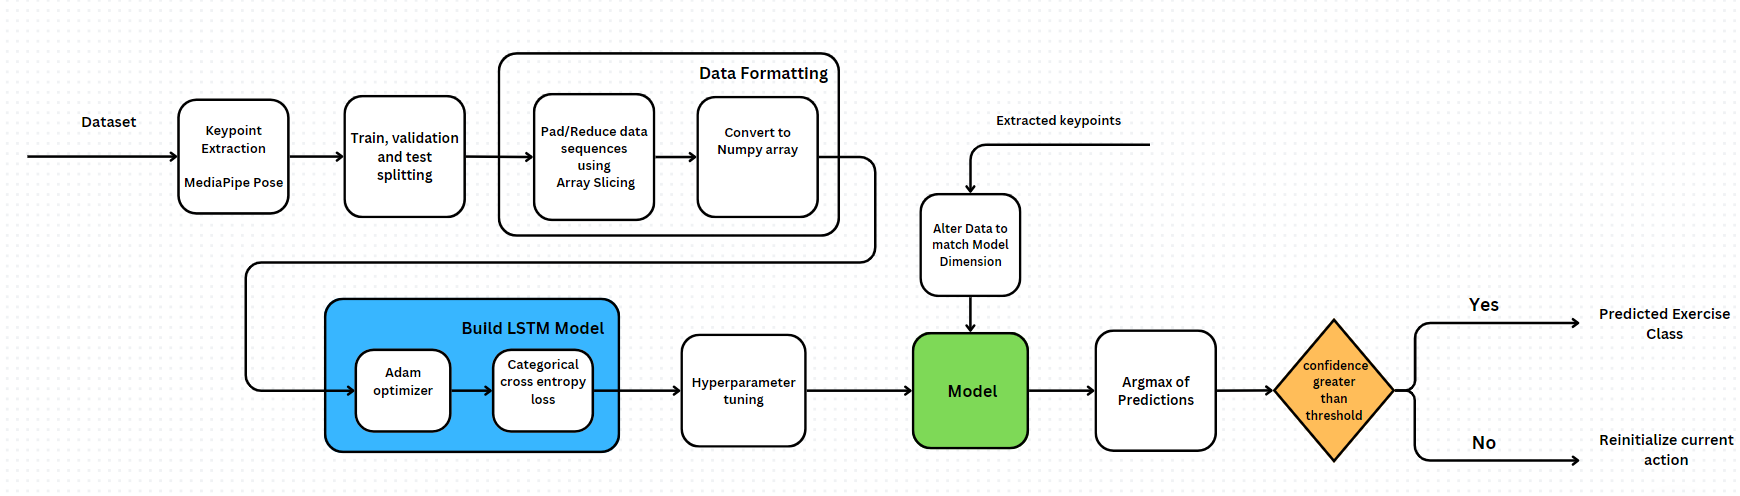 Dataset
Keypoint
Extraction
MediaPipe Pose
Train, validation
and test
splitting
Data Formatting
Pad/Reduce data
sequences
using
Array Slicing
Convert to
Numpy array
Extracted keypoints
Alter Data to
match Model
Dimension
Build LSTM Model
Adam
optimizer
Categorical
cross entropy
loss
Hyperparameter
tuning
Model
Argmax of
Predictions
confidence
greater
than
threshold
Yes
Predicted Exercise
Class
No
Reinitialize current
action